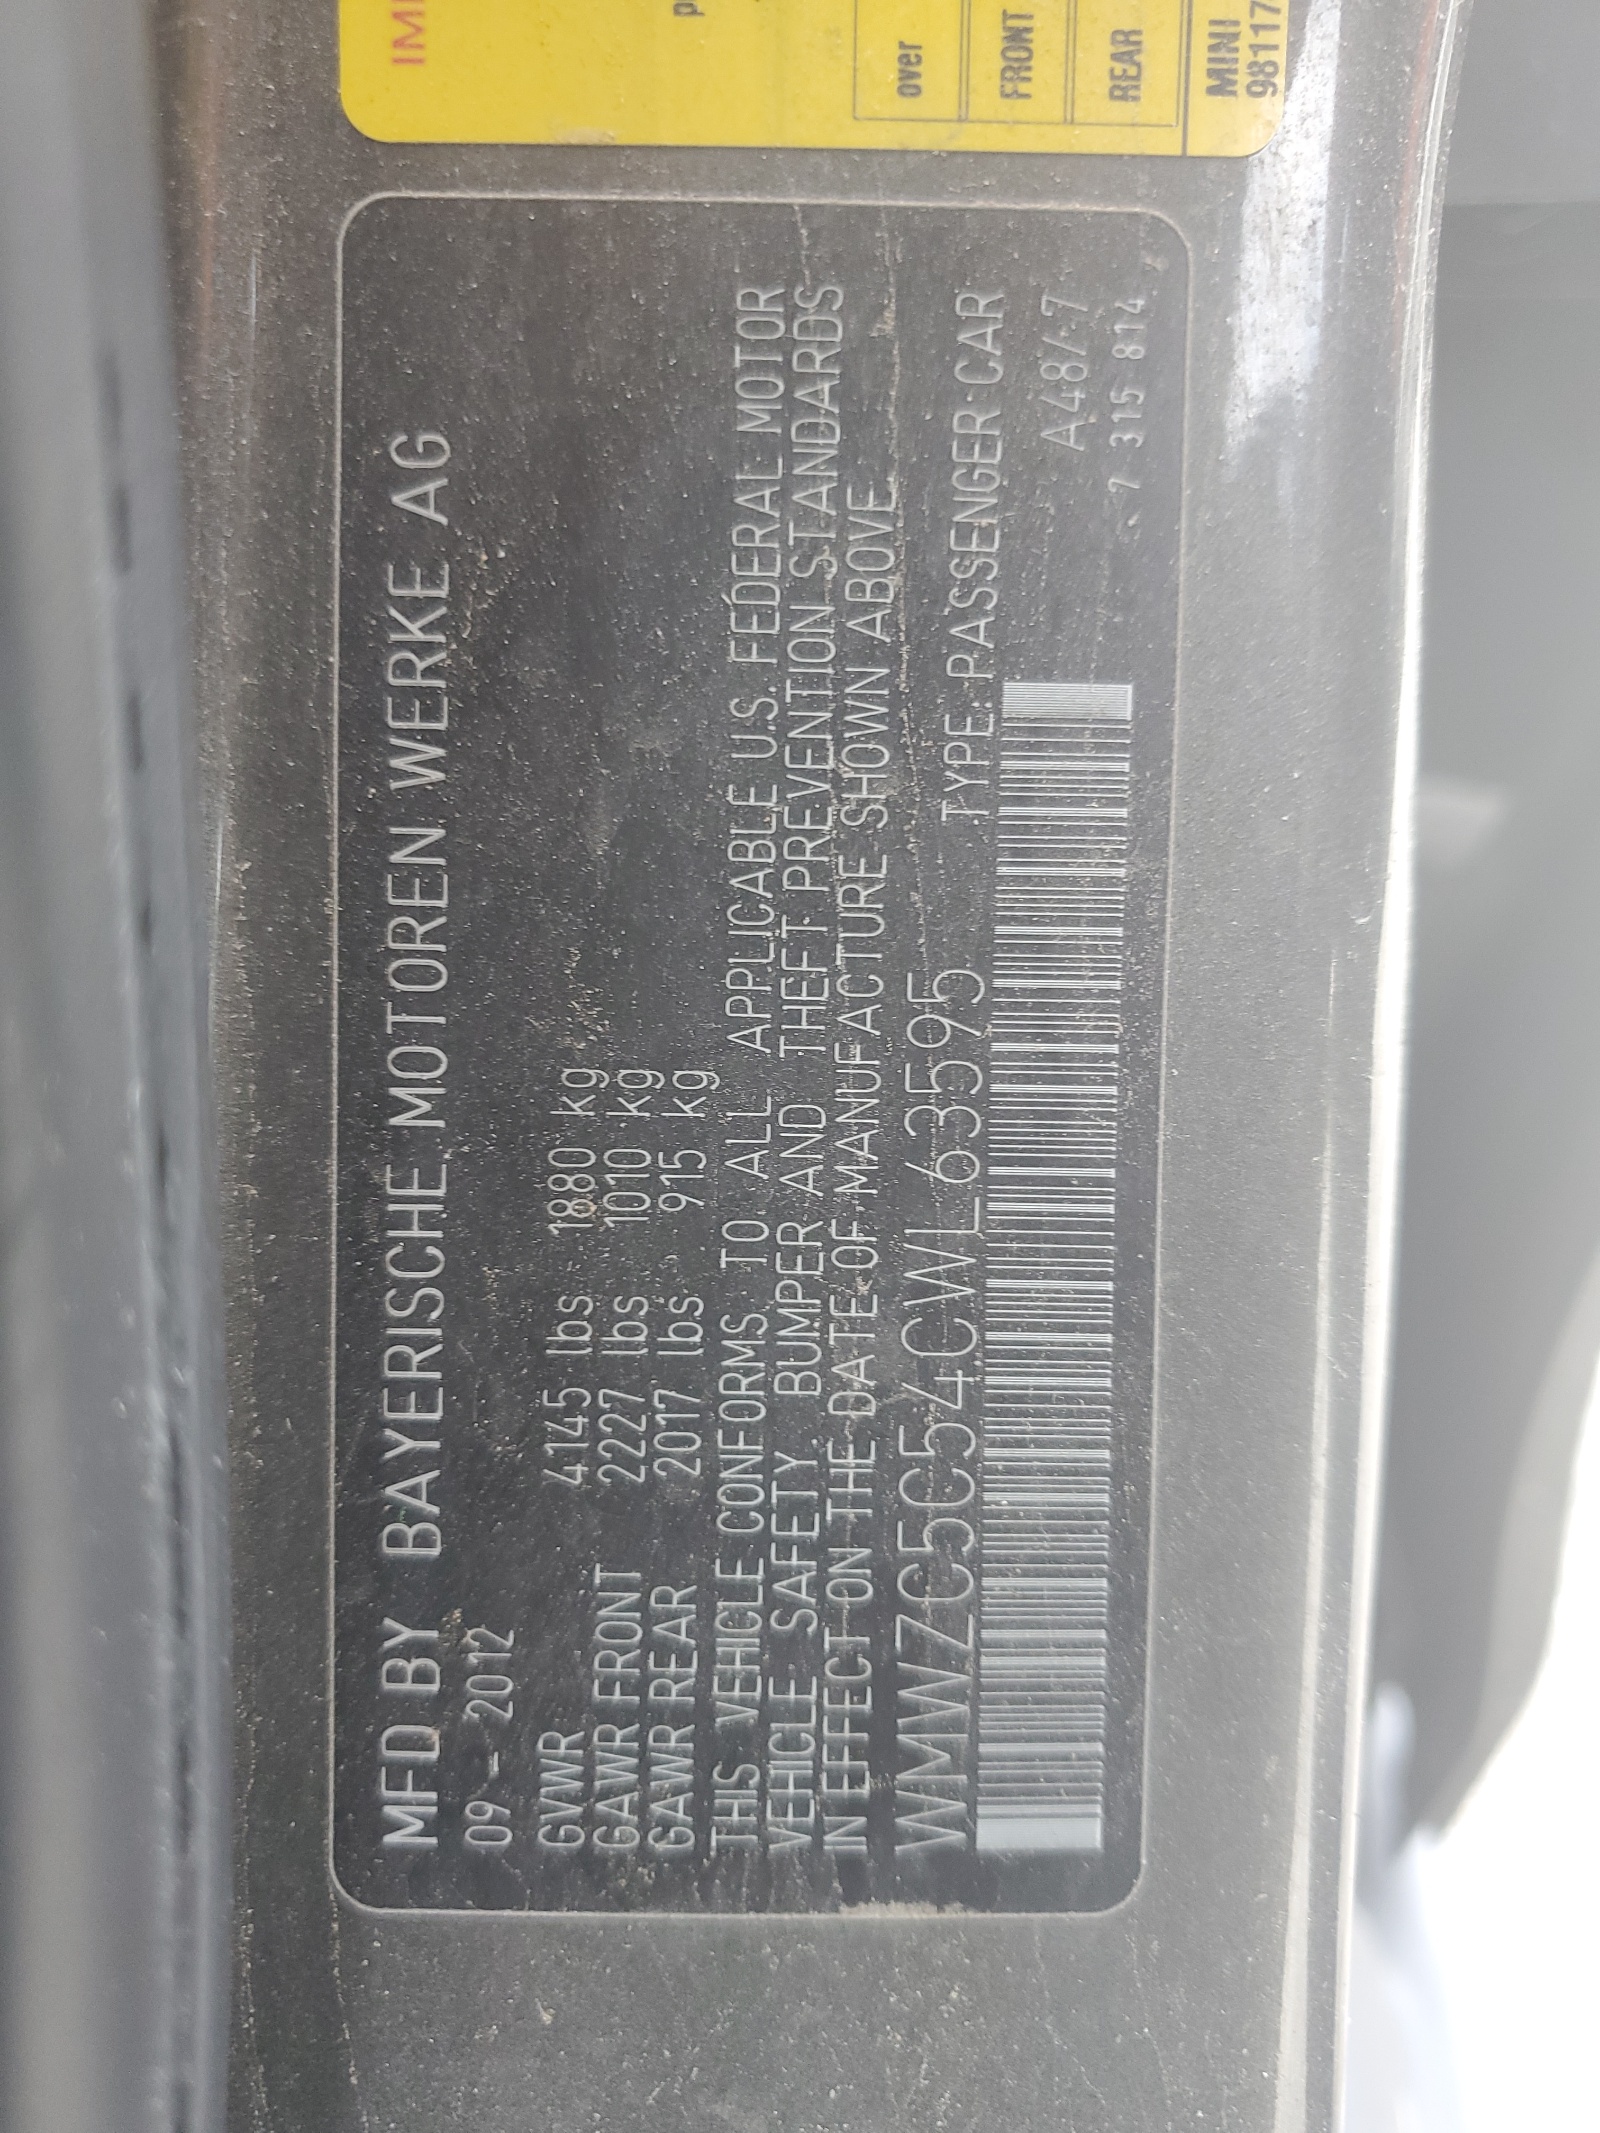 MFD BY BAYERISCHE MOTOREN WERKE AG
09 - 2012
GVWR 4145 lbs 1880 kg
GAWR FRONT 2227 lbs 1010 kg
GAWR REAR 2017 lbs 915 kg
THIS VEHICLE CONFORMS TO ALL APPLICABLE U.S. FEDERAL MOTOR
VEHICLE SAFETY BUMPER AND THEFT PREVENTION STANDARDS
IN EFFECT ON THE DATE OF MANUFACTURE SHOWN ABOVE.
WMWZC5C54CWL63595 TYPE: PASSENGER CAR
A48/-7
7 315 814
over
FRONT
REAR
MINI